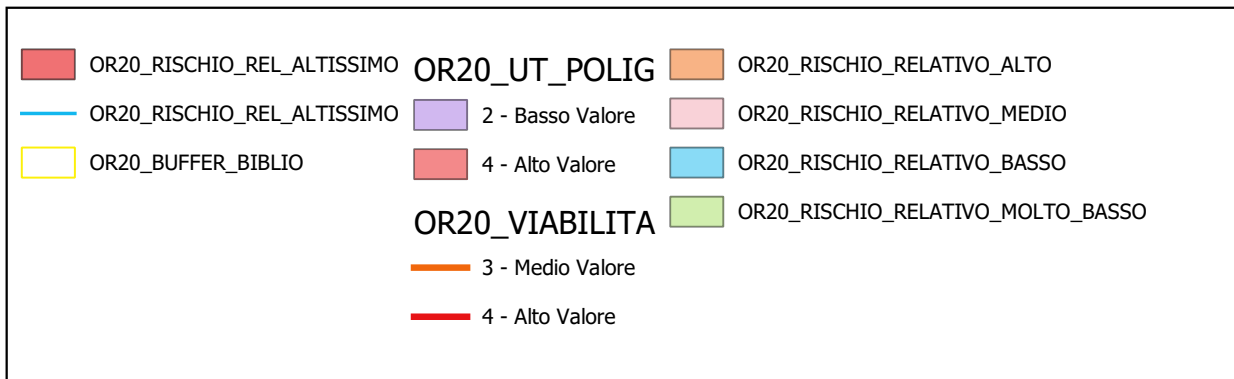 OR20_RISCHIO_REL_ALTISSIMO
OR20_RISCHIO_REL_ALTISSIMO
OR20_BUFFER_BIBLIO
OR20_UT_POLIG
2 - Basso Valore
4 - Alto Valore
OR20_VIABILITA
3 - Medio Valore
4 - Alto Valore
OR20_RISCHIO_RELATIVO_ALTO
OR20_RISCHIO_RELATIVO_MEDIO
OR20_RISCHIO_RELATIVO_BASSO
OR20_RISCHIO_RELATIVO_MOLTO_BASSO